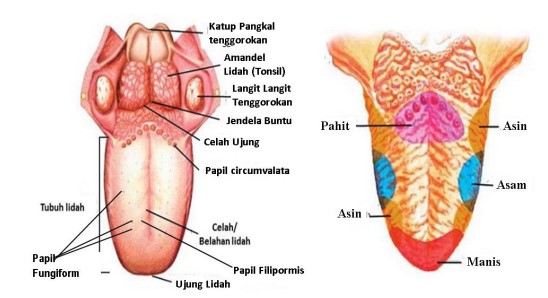 Katup Pangkal
tenggorokan
Amandel
Lidah (Tonsil)
Langit Langit
Tenggorokan
Jendela Buntu
Celah Ujung
Papil circumvalata
Tubuh lidah
Celah/
Belahan lidah
Papil
Fungiform
Papil Filipormis
Ujung Lidah
Pahit
Asin
Asam
Asin
Manis